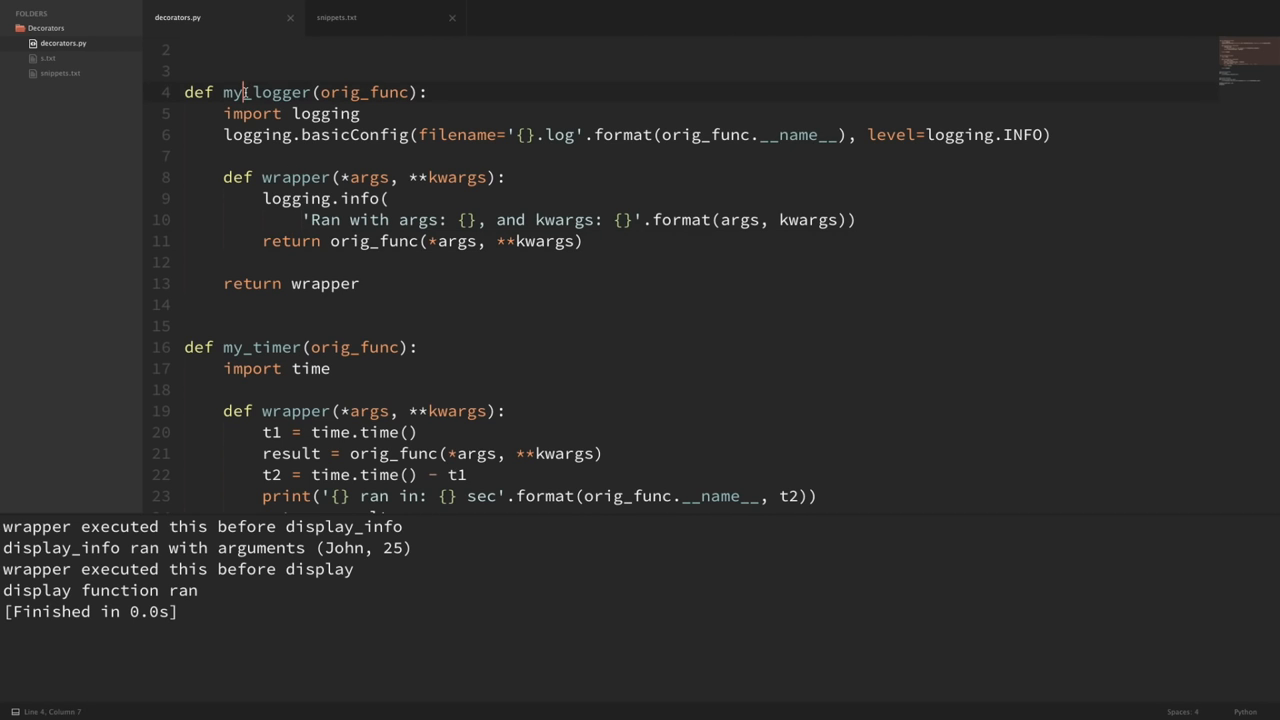 FOLDERS
Decorators
decorators.py
s.txt
snippets.txt
decorators.py
snippets.txt
2
3
4 def my_logger(orig_func):
5     import logging
6     logging.basicConfig(filename='{}.log'.format(orig_func.__name__), level=logging.INFO)
7
8     def wrapper(*args, **kwargs):
9         logging.info(
10             'Ran with args: {}, and kwargs: {}'.format(args, kwargs))
11         return orig_func(*args, **kwargs)
12
13     return wrapper
14
15
16 def my_timer(orig_func):
17     import time
18
19     def wrapper(*args, **kwargs):
20         t1 = time.time()
21         result = orig_func(*args, **kwargs)
22         t2 = time.time() - t1
23         print('{} ran in: {} sec'.format(orig_func.__name__, t2))
wrapper executed this before display_info
display_info ran with arguments (John, 25)
wrapper executed this before display
display function ran
[Finished in 0.0s]
Line 4, Column 7
Spaces: 4
Python